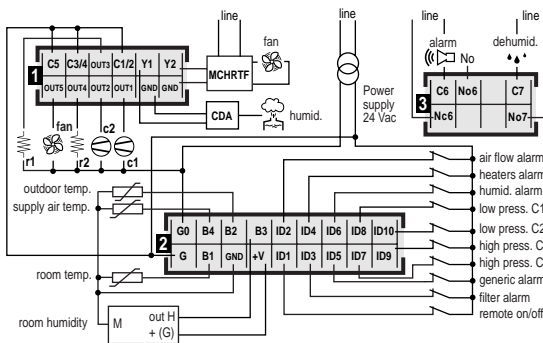 line
line
line
line
C5 C3/4 OUT3 C1/2 Y1 Y2
1
OUT5 OUT4 OUT2 OUT1 GND GND
MCHRTF
fan
CDA
humid.
fan
c2
r1
r2
c1
Power
supply
24 Vac
alarm
No
dehumid.
C6 No6 C7
3
Nc6 No7
outdoor temp.
supply air temp.
G0 B4 B2 B3 ID2 ID4 ID6 ID8 ID10
2
G B1 GND +V ID1 ID3 ID5 ID7 ID9
room temp.
room humidity
M
out H
+ (G)
air flow alarm
heaters alarm
humid. alarm
low press. C1
low press. C2
high press. C
high press. C
generic alarm
filter alarm
remote on/off